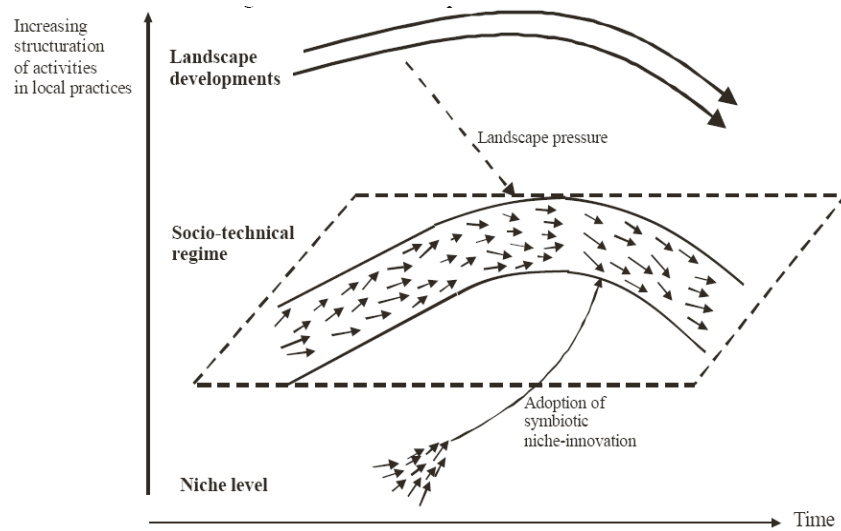 Increasing
structuration
of activities
in local practices
Landscape
developments
Landscape pressure
Socio-technical
regime
Adoption of
symbiotic
niche-innovation
Niche level
Time